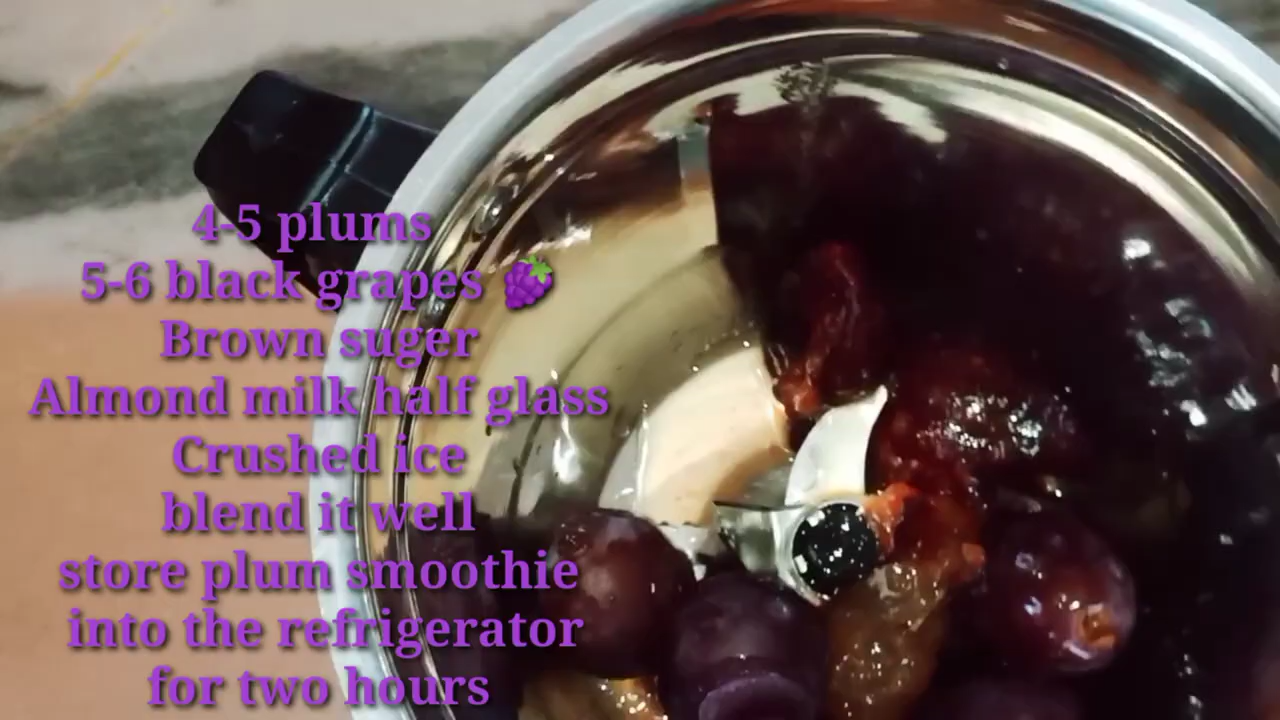 4-5 plums
5-6 black grapes 🍇
Brown suger
Almond milk half glass
Crushed ice
blend it well
store plum smoothie
into the refrigerator
for two hours